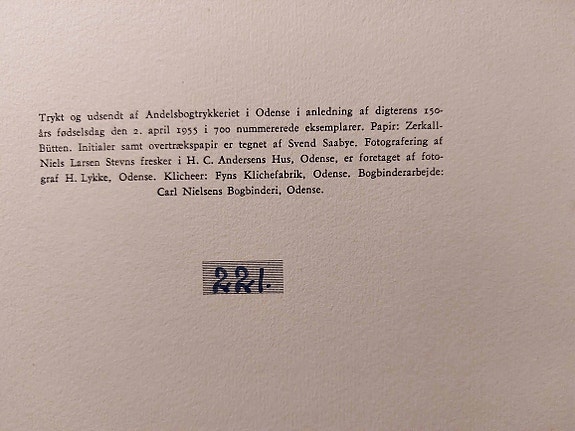 Trykt og udsendt af Andelsbogtrykkeriet i Odense i anledning af digterens 150-
års fødselsdag den 2. april 1955 i 700 nummererede eksemplarer. Papir: Zerkall-
Bütten. Initialer samt overtrækspapir er tegnet af Svend Saabye. Fotografering af
Niels Larsen Stevns fresker i H. C. Andersens Hus, Odense, er foretaget af foto-
graf H. Lykke, Odense. Klicheer: Fyns Klichefabrik, Odense. Bogbinderarbejde:
Carl Nielsens Bogbinderi, Odense.
221.